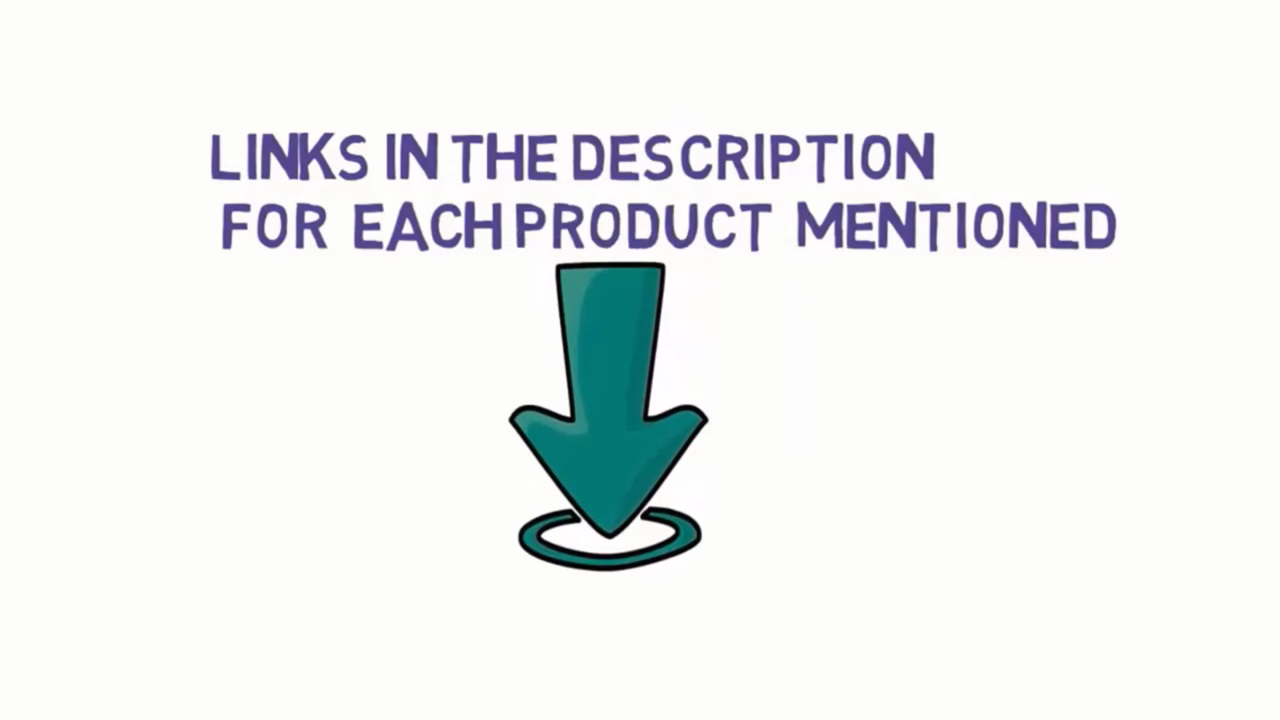 LINKS IN THE DESCRIPTION
FOR EACH PRODUCT MENTIONED